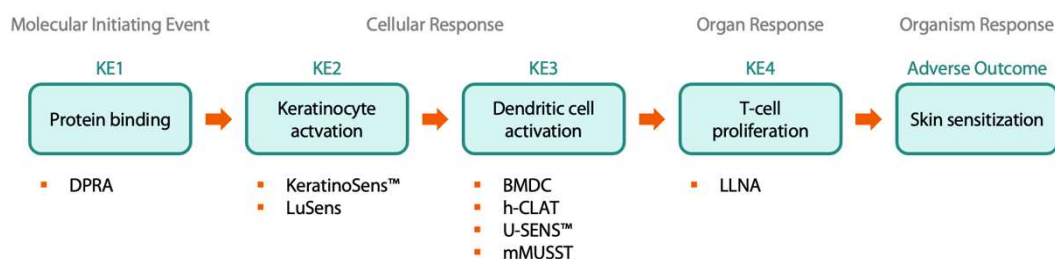 Molecular Initiating Event
Cellular Response
Organ Response
Organism Response
KE1
KE2
KE3
KE4
Adverse Outcome
Protein binding
Keratinocyte
actvation
Dendritic cell
activation
T-cell
proliferation
Skin sensitization
DPRA
KeratinoSens™
LuSens
BMDC
h-CLAT
U-SENS™
mMUSST
LLNA